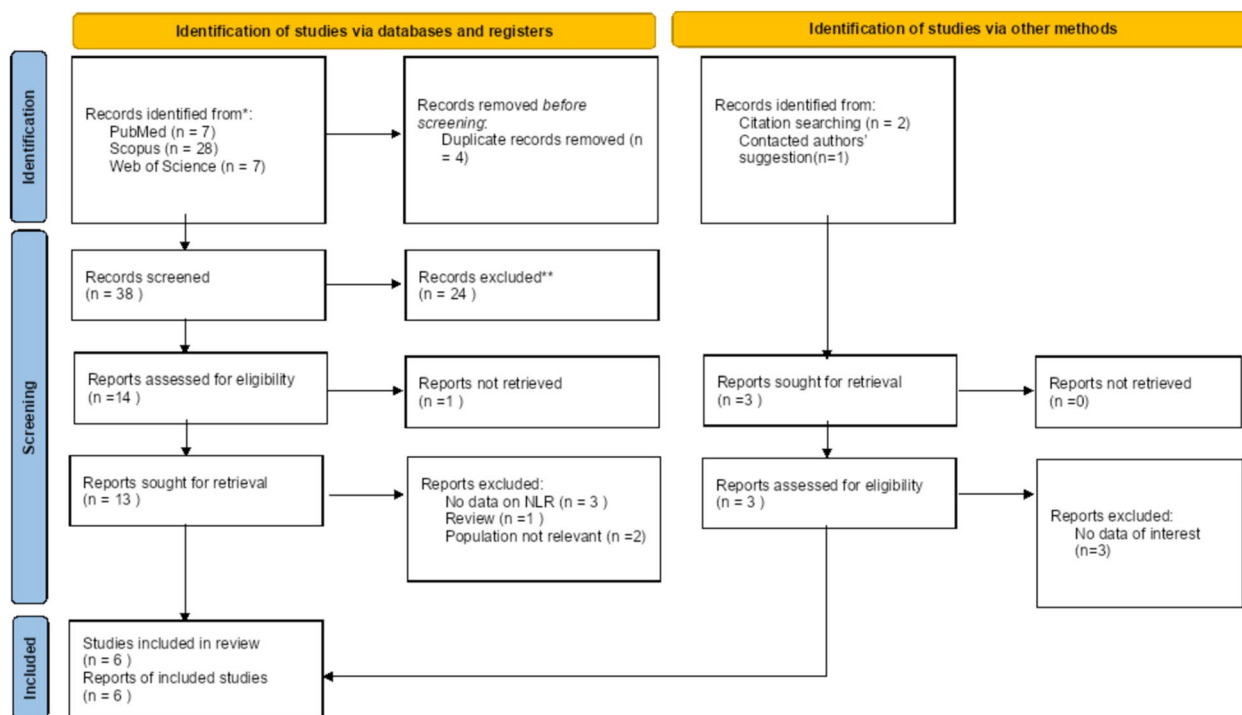 Identification of studies via databases and registers
Identification of studies via other methods
Identification
Records identified from*:
PubMed (n = 7)
Scopus (n = 28)
Web of Science (n = 7)
Records removed before
screening:
Duplicate records removed (n
= 4)
Records identified from:
Citation searching (n = 2)
Contacted authors'
suggestion(n=1)
Screening
Records screened
(n = 38 )
Records excluded**
(n = 24 )
Reports assessed for eligibility
(n =14 )
Reports not retrieved
(n =1 )
Reports sought for retrieval
(n =3 )
Reports not retrieved
(n =0)
Reports sought for retrieval
(n = 13 )
Reports excluded:
No data on NLR (n = 3 )
Review (n =1 )
Population not relevant (n =2)
Reports assessed for eligibility
(n = 3 )
Reports excluded:
No data of interest
(n=3)
Included
Studies included in review
(n = 6 )
Reports of included studies
(n = 6 )